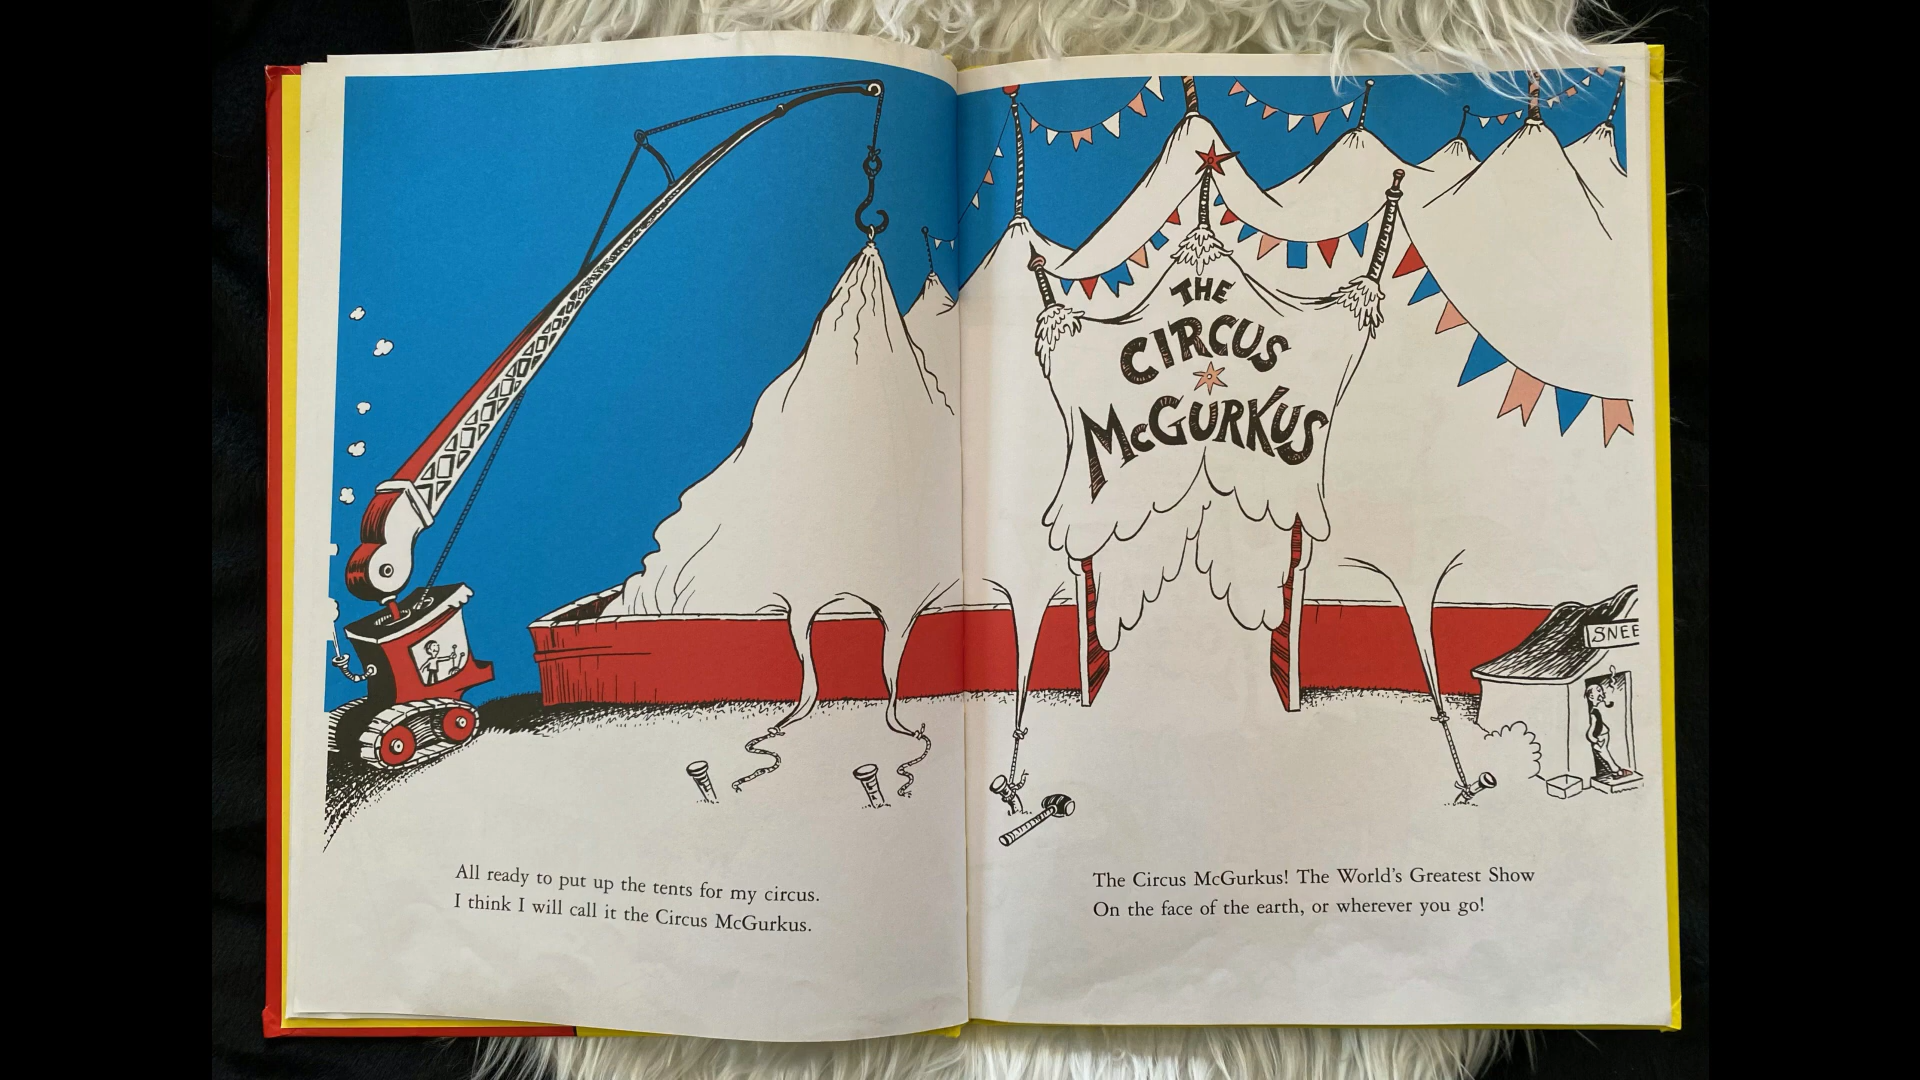 THE
CIRCUS
McGURKUS
SNEE
All ready to put up the tents for my circus.
I think I will call it the Circus McGurkus.
The Circus McGurkus! The World's Greatest Show
On the face of the earth, or wherever you go!